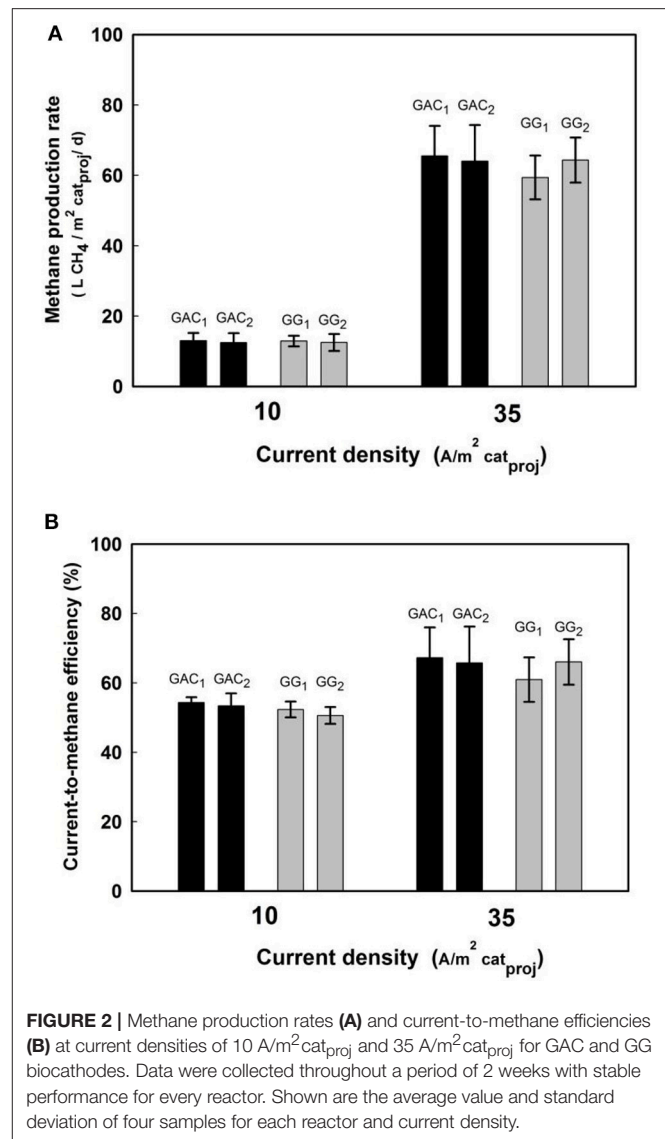 A
100
80
60
40
20
0
Methane production rate
( L CH₄ / m² cat_proj/ d)
GAC₁ GAC₂ GG₁ GG₂
GAC₁ GAC₂ GG₁ GG₂
10 35
Current density (A/m² cat_proj)
B
100
80
60
40
20
0
Current-to-methane efficiency (%)
GAC₁ GAC₂ GG₁ GG₂
GAC₁ GAC₂ GG₁ GG₂
10 35
Current density (A/m² cat_proj)
FIGURE 2 | Methane production rates (A) and current-to-methane efficiencies
(B) at current densities of 10 A/m²cat_proj and 35 A/m²cat_proj for GAC and GG
biocathodes. Data were collected throughout a period of 2 weeks with stable
performance for every reactor. Shown are the average value and standard
deviation of four samples for each reactor and current density.